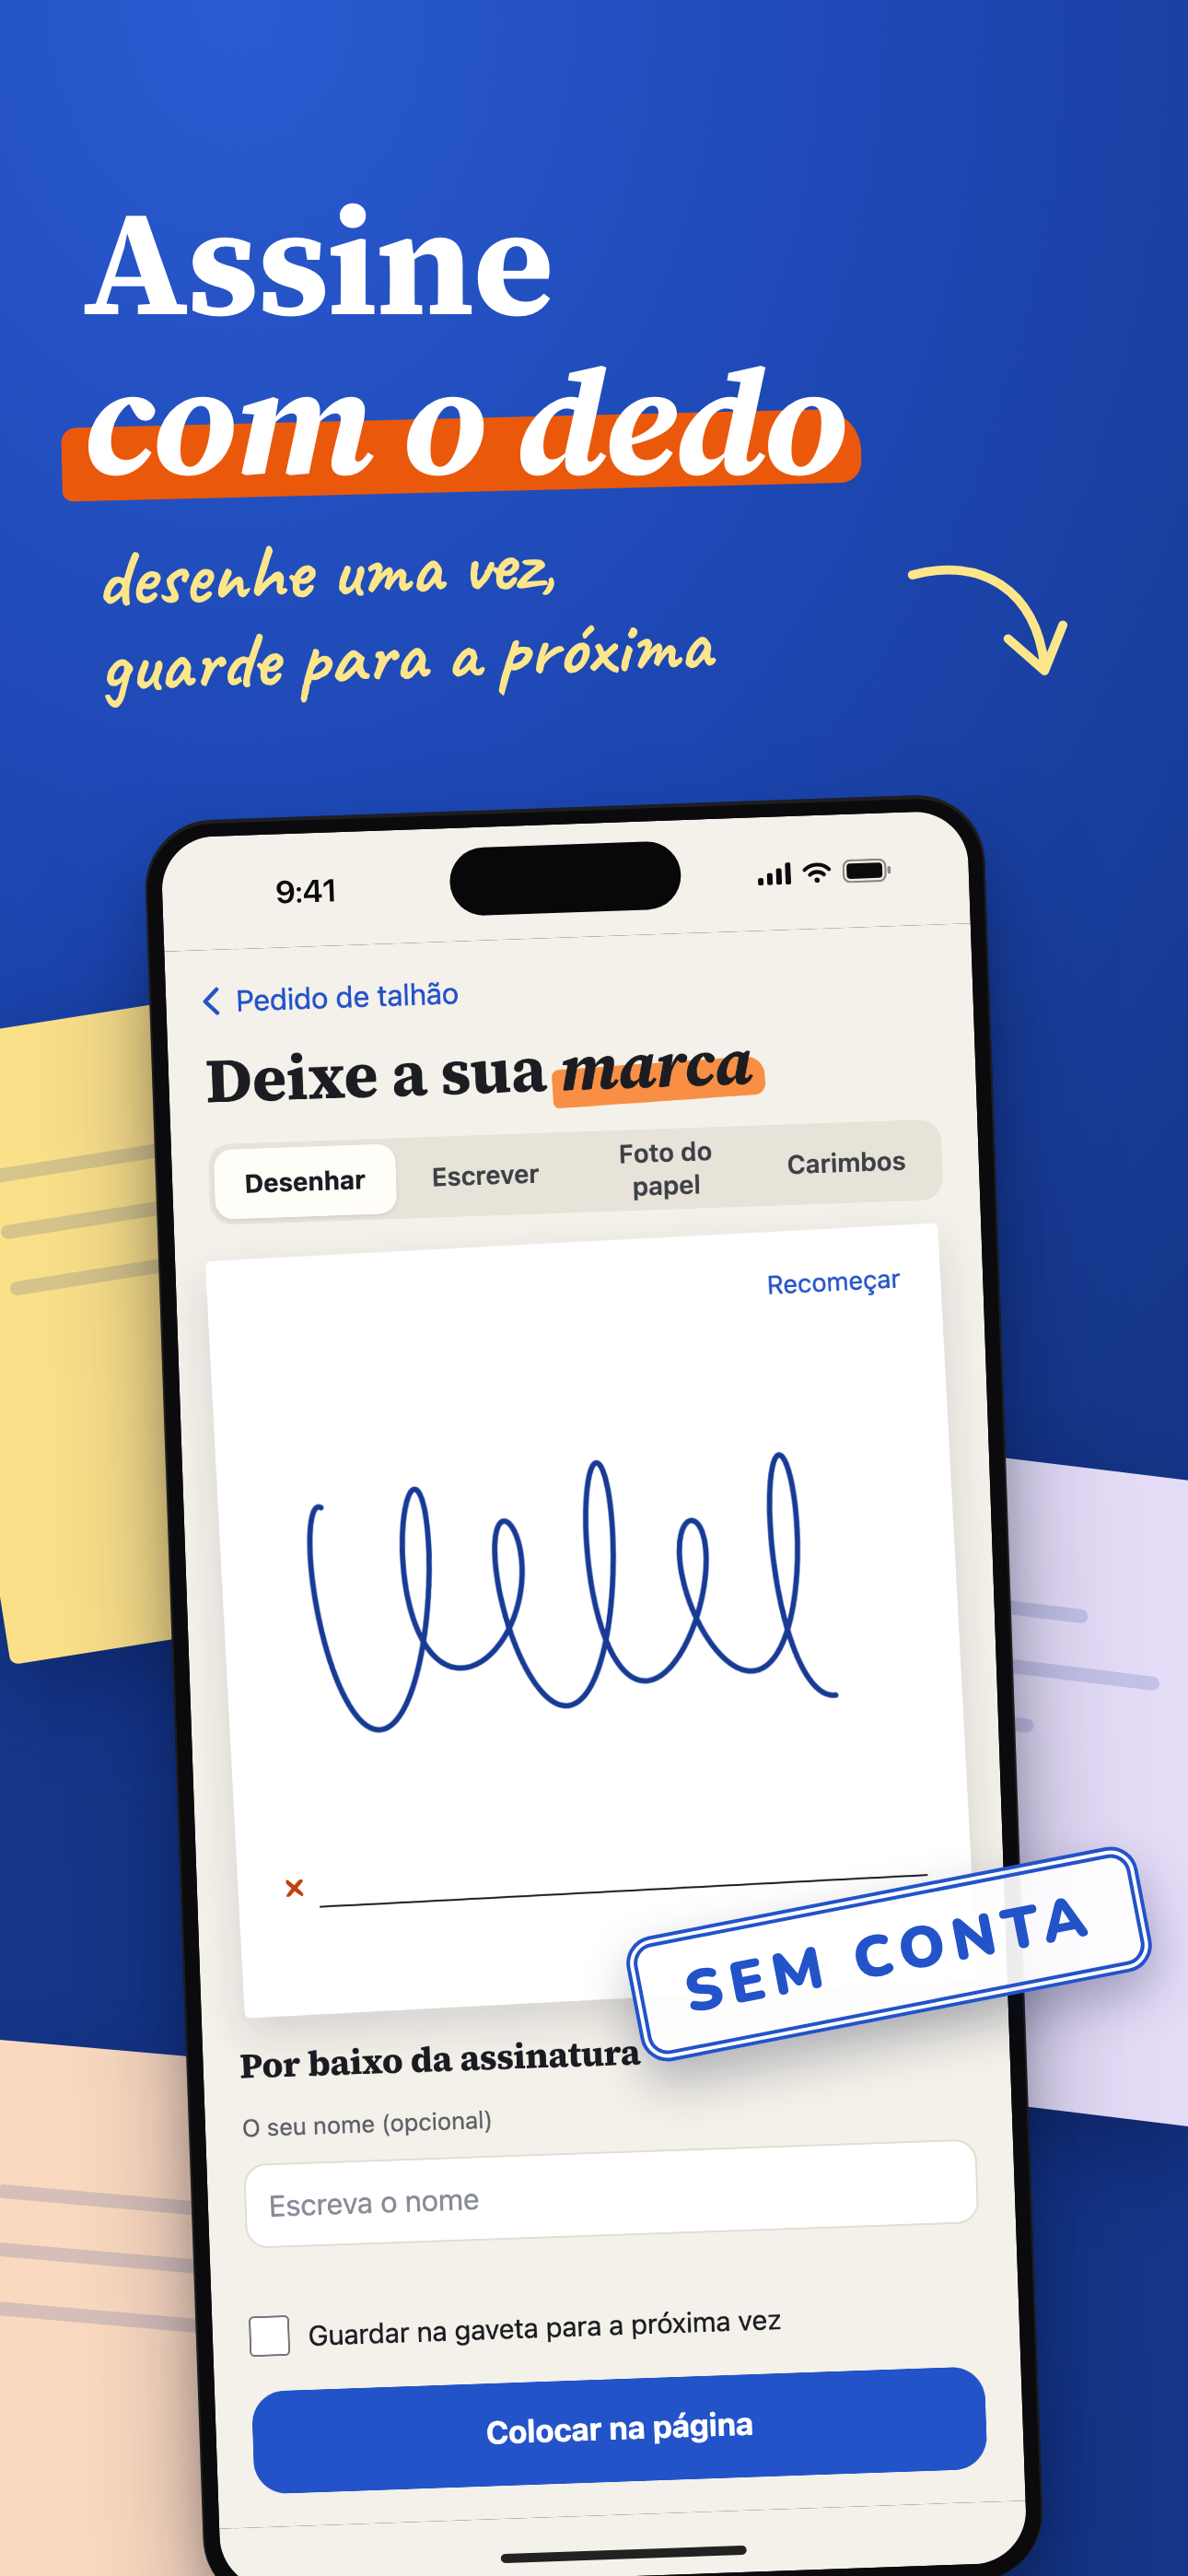 Assine
com o dedo
desenhe uma vez,
guarde para a próxima
9:41
Pedido de talhão
Deixe a sua marca
Desenhar
Escrever
Foto do
papel
Carimbos
Recomeçar
×
SEM CONTA
Por baixo da assinatura
O seu nome (opcional)
Escreva o nome
Guardar na gaveta para a próxima vez
Colocar na página